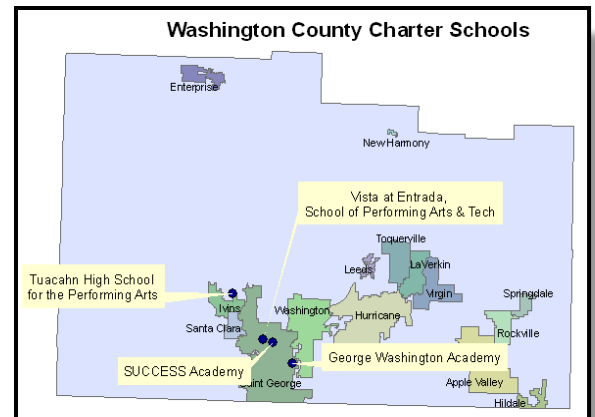 Washington County Charter Schools
Enterprise
New Harmony
Vista at Entrada,
School of Performing Arts & Tech
Toquerville
LaVerkin
Leeds
Tuacahn High School
for the Performing Arts
Virgin
Springdale
Ivins
Washington
Hurricane
Santa Clara
Rockville
SUCCESS Academy
George Washington Academy
Saint George
Apple Valley
Hildale